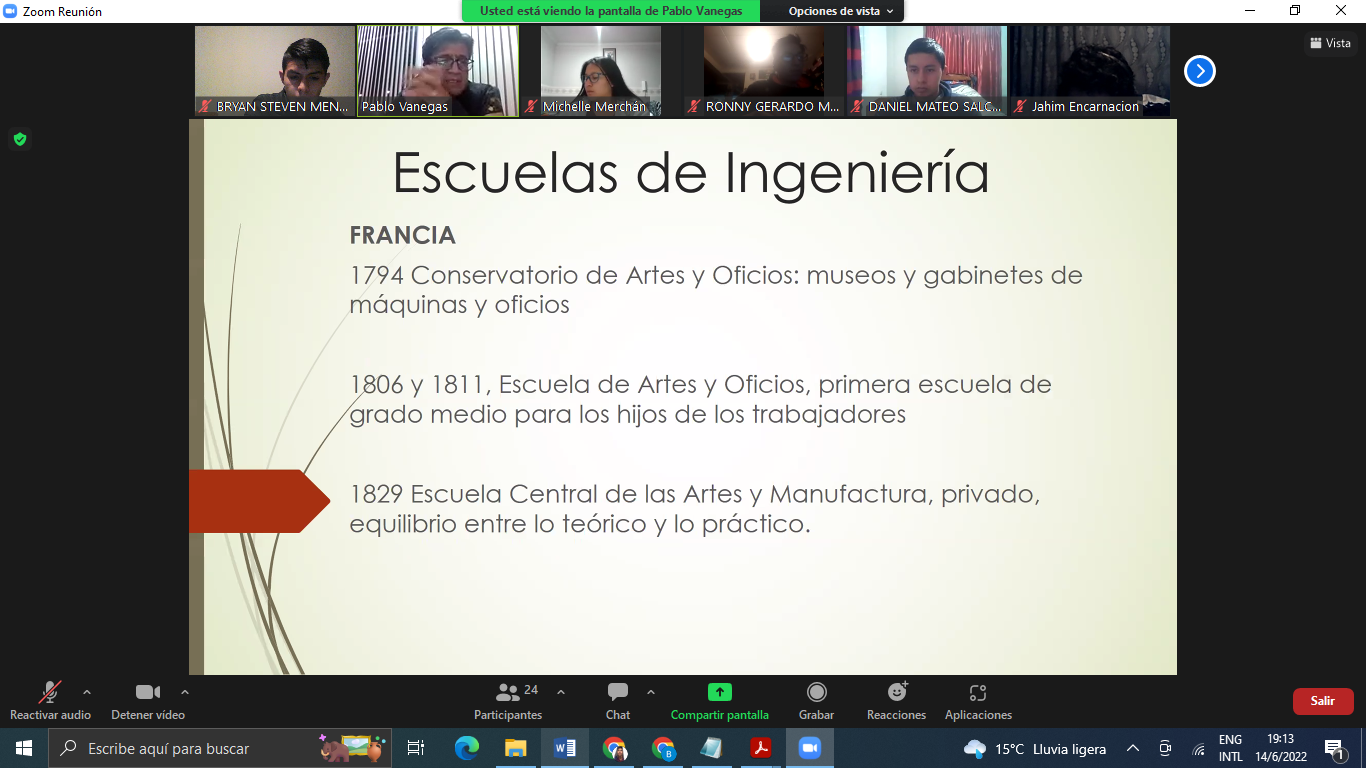 Zoom Reunión
Usted está viendo la pantalla de Pablo Vanegas
Opciones de vista
Vista
BRYAN STEVEN MEN...
Pablo Vanegas
Michelle Merchán
RONNY GERARDO M...
DANIEL MATEO SALC...
Jahim Encarnacion
Escuelas de Ingeniería
FRANCIA
1794 Conservatorio de Artes y Oficios: museos y gabinetes de
máquinas y oficios
1806 y 1811, Escuela de Artes y Oficios, primera escuela de
grado medio para los hijos de los trabajadores
1829 Escuela Central de las Artes y Manufactura, privado,
equilibrio entre lo teórico y lo práctico.
Reactivar audio
Detener vídeo
24
Participantes
Chat
Compartir pantalla
Grabar
Reacciones
Aplicaciones
Salir
Escribe aquí para buscar
15°C Lluvia ligera
ENG
INTL
19:13
14/6/2022
1